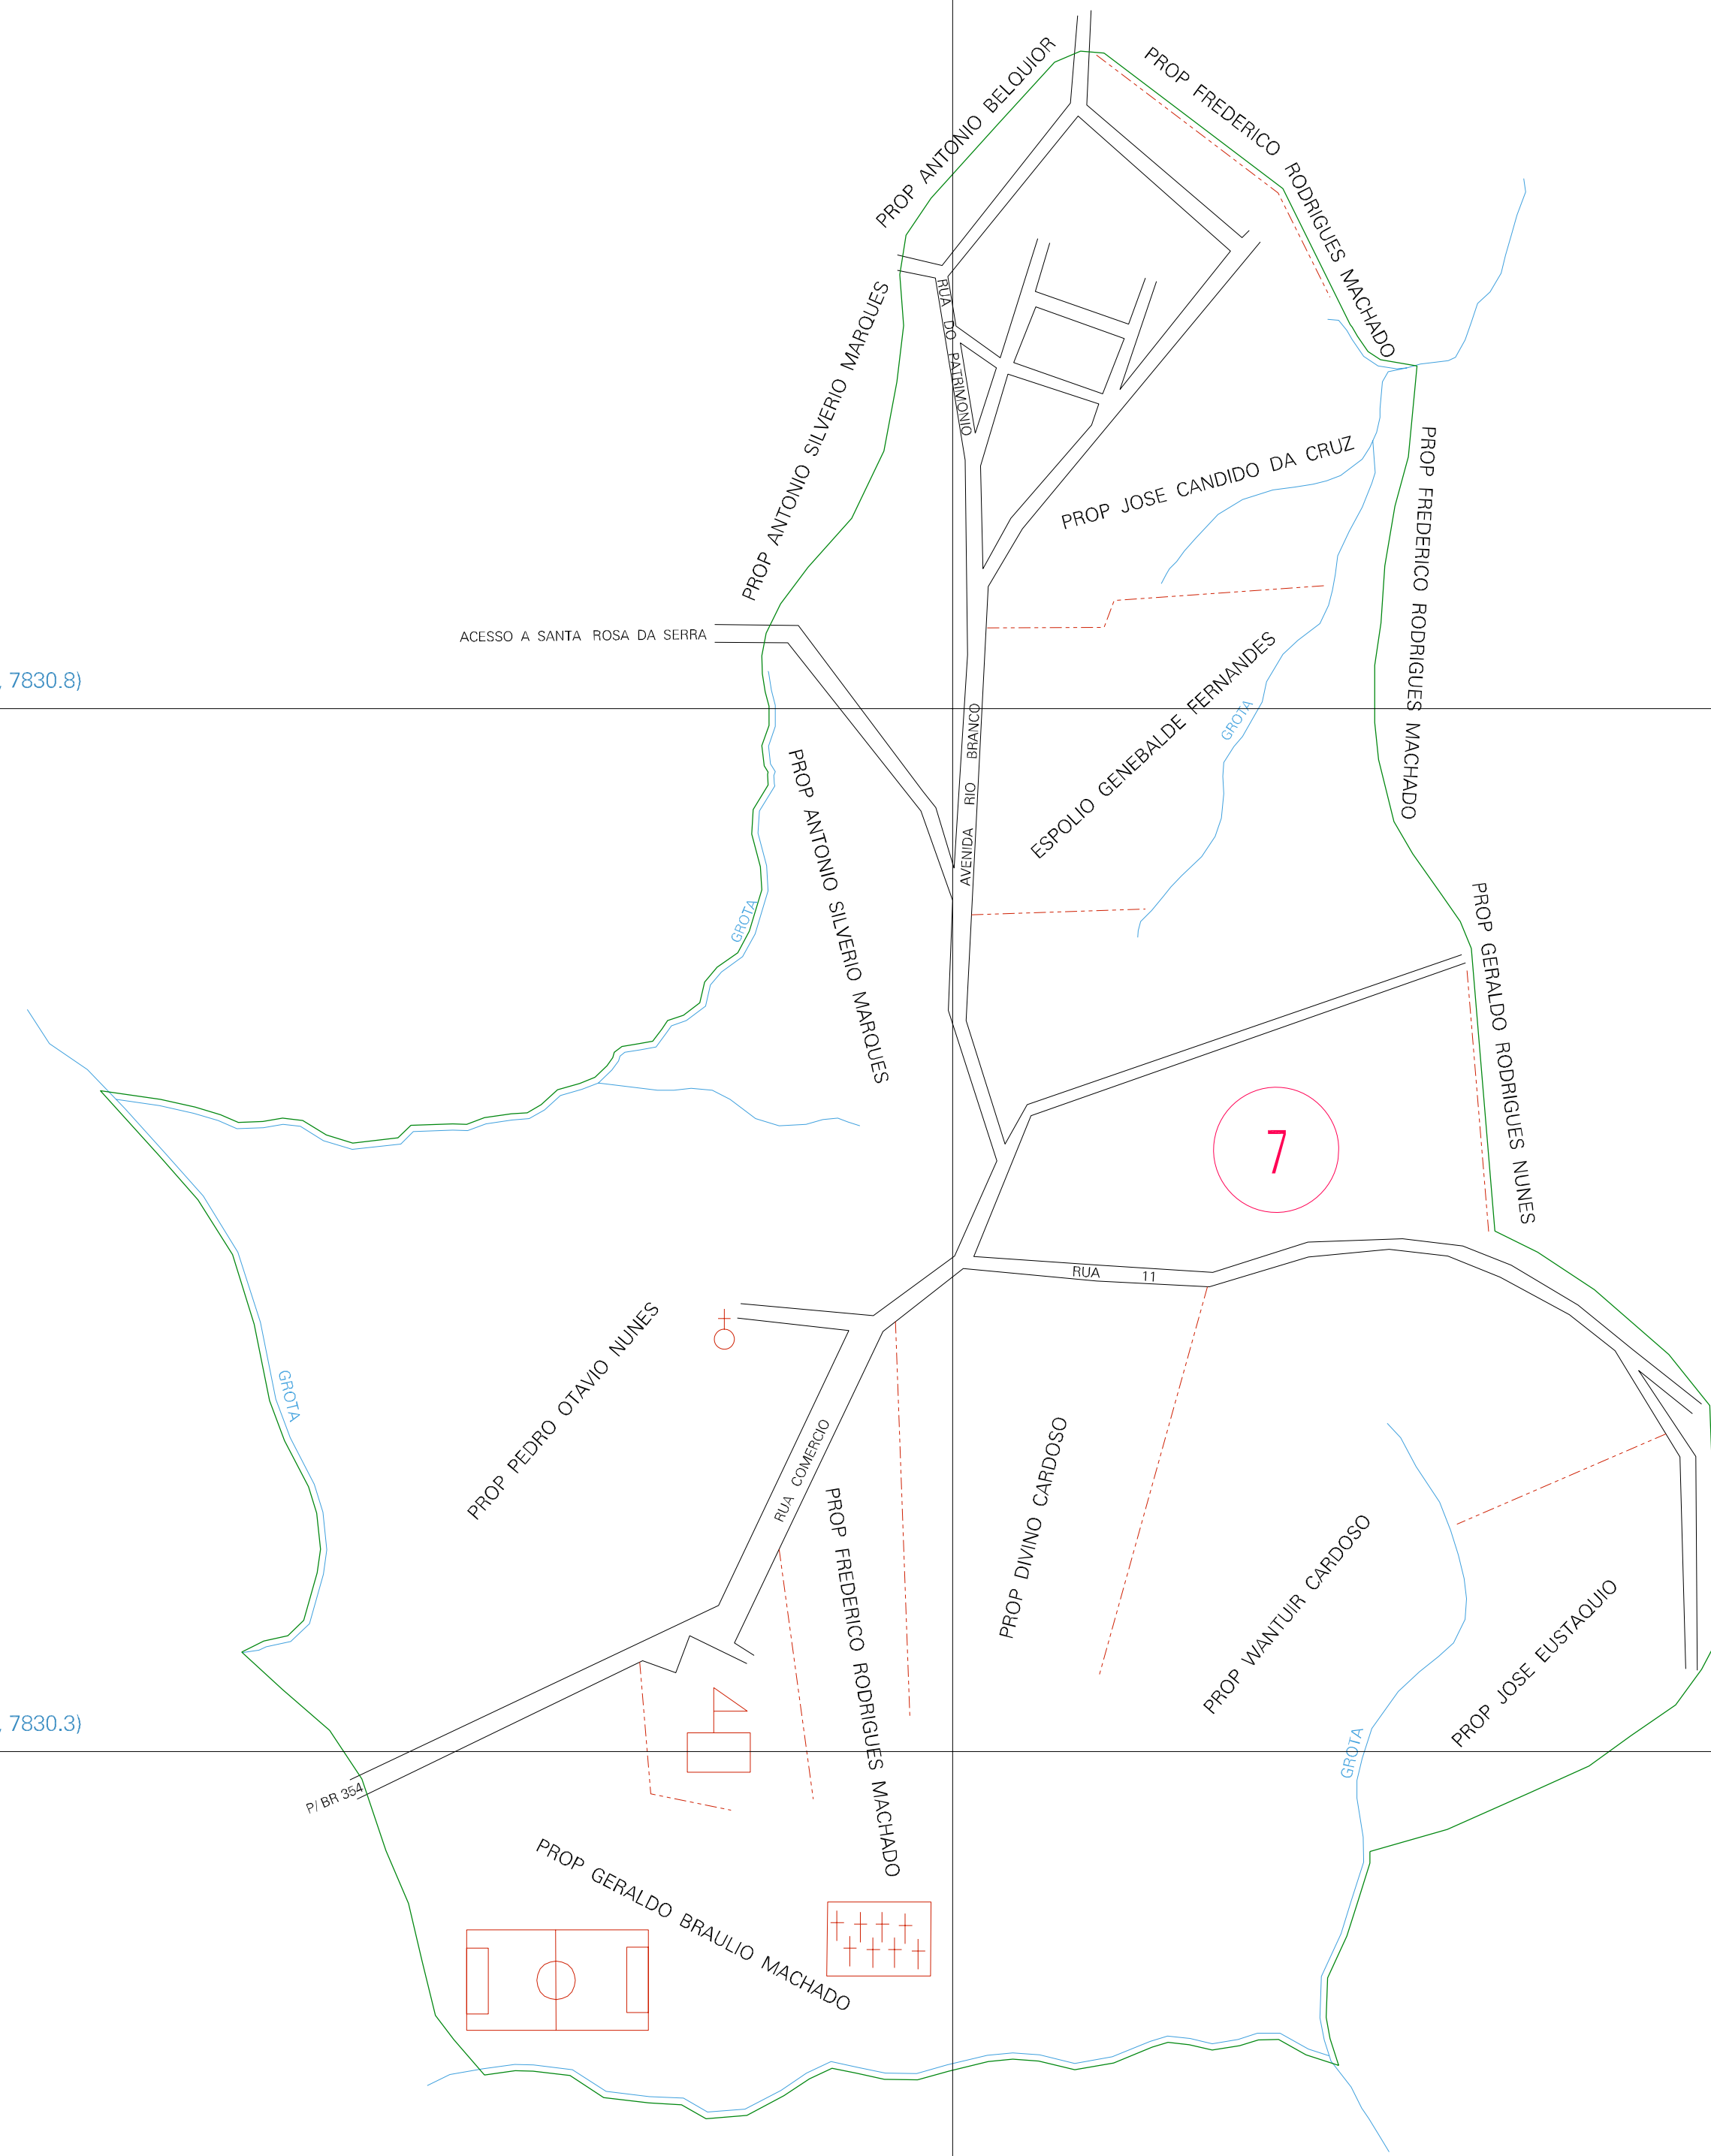 PROP ANTONIO BELQUIOR
PROP FREDERICO RODRIGUES MACHADO
PROP ANTONIO SILVERIO MARQUES
RUA DO PATRIMONIO
PROP JOSE CANDIDO DA CRUZ
PROP FREDERICO RODRIGUES MACHADO
ACESSO A SANTA ROSA DA SERRA
, 7830.8)
ESPOLIO GENEBALDE FERNANDES
GROTA
AVENIDA RIO BRANCO
PROP ANTONIO SILVERIO MARQUES
GROTA
PROP GERALDO RODRIGUES NUNES
7
RUA 11
PROP PEDRO OTAVIO NUNES
GROTA
RUA COMERCIO
PROP FREDERICO RODRIGUES MACHADO
PROP DIVINO CARDOSO
PROP WANTUIR CARDOSO
PROP JOSE EUSTAQUIO
, 7830.3)
GROTA
P/ BR 354
PROP GERALDO BRAULIO MACHADO